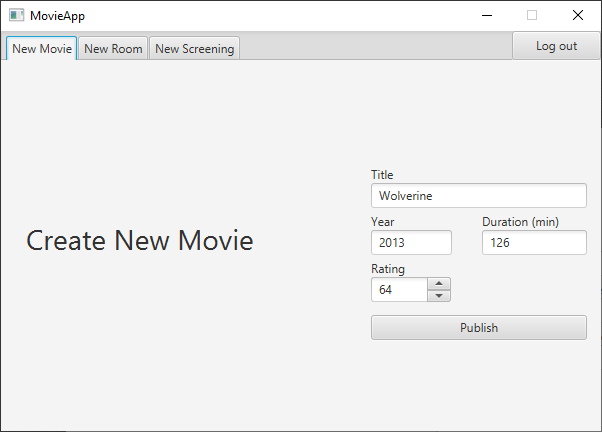 MovieApp
New Movie New Room New Screening Log out
Title
Wolverine
Create New Movie
Year Duration (min)
2013 126
Rating
64
Publish